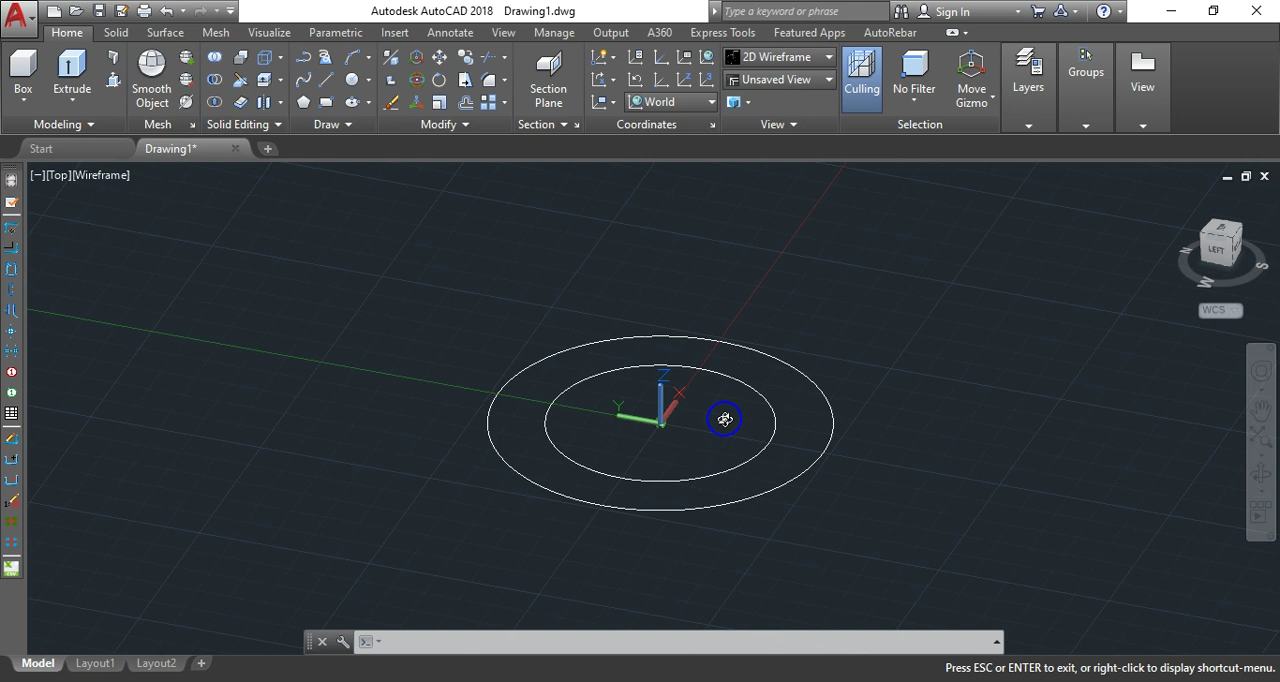 Autodesk AutoCAD 2018 Drawing1.dwg
Type a keyword or phrase
Sign In
Home Solid Surface Mesh Visualize Parametric Insert Annotate View Manage Output A360 Express Tools Featured Apps AutoRebar
Box
Extrude
Smooth
Object
Section
Plane
World
2D Wireframe
Unsaved View
Culling
No Filter
Move
Gizmo
Layers
Groups
View
Modeling Mesh Solid Editing Draw Modify Section Coordinates View Selection
Start Drawing1*
[−][Top][Wireframe]
LEFT
N
S
W
WCS
Z
X
Y
Model Layout1 Layout2
Press ESC or ENTER to exit, or right-click to display shortcut-menu.